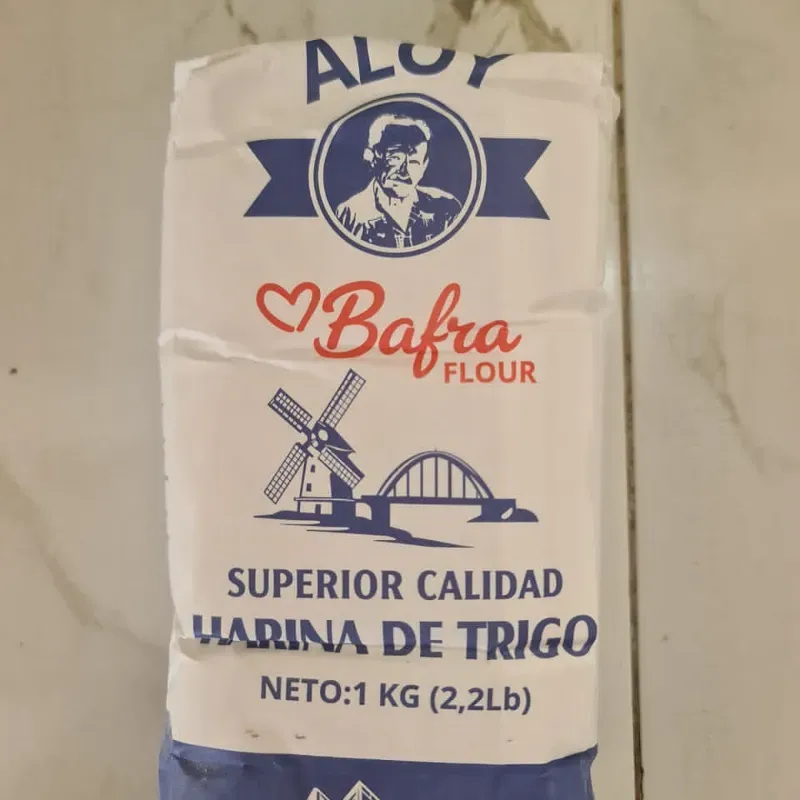 ALOY
Bafra
FLOUR
SUPERIOR CALIDAD
HARINA DE TRIGO
NETO:1 KG (2,2Lb)